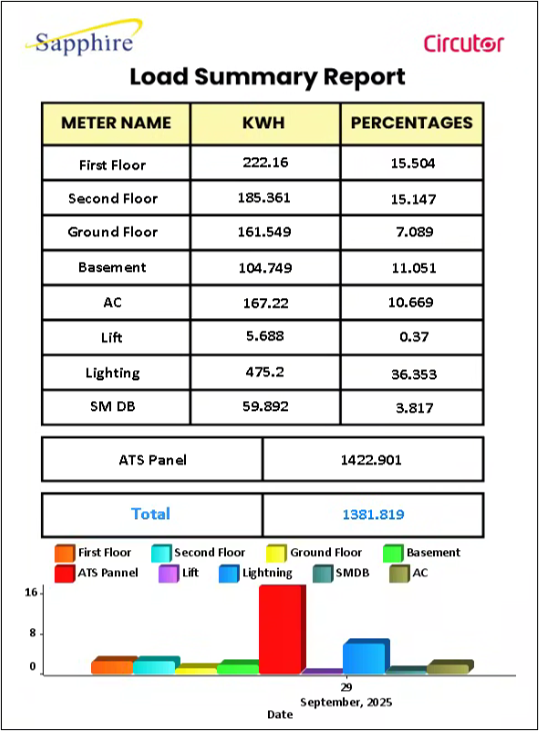 Sapphire
Circutor
Load Summary Report
METER NAME KWH PERCENTAGES
First Floor 222.16 15.504
Second Floor 185.361 15.147
Ground Floor 161.549 7.089
Basement 104.749 11.051
AC 167.22 10.669
Lift 5.688 0.37
Lighting 475.2 36.353
SM DB 59.892 3.817
ATS Panel 1422.901
Total 1381.819
First Floor Second Floor Ground Floor Basement
ATS Pannel Lift Lightning SMDB AC
16
8
0
29
September, 2025
Date